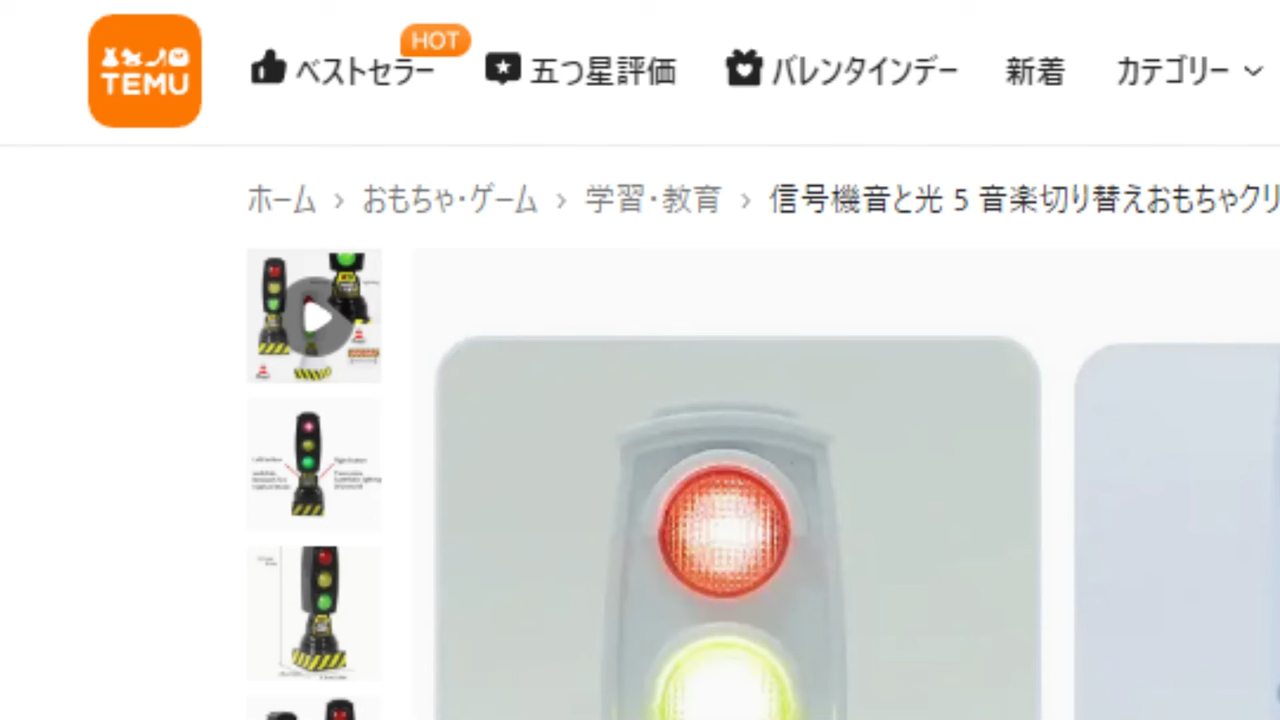 TEMU
ベストセラー HOT 五つ星評価 バレンタインデー 新着 カテゴリー
ホーム › おもちゃ・ゲーム › 学習・教育 › 信号機音と光 5 音楽切り替えおもちゃクリ